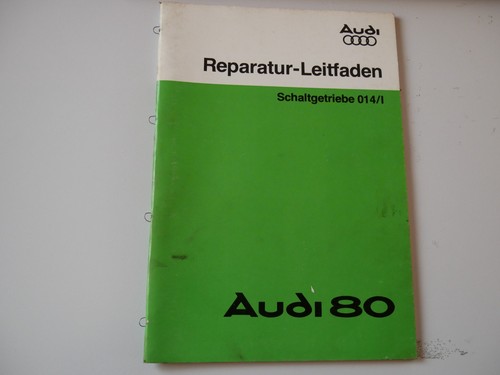 Audi
Reparatur-Leitfaden
Schaltgetriebe 014/I
Audi 80